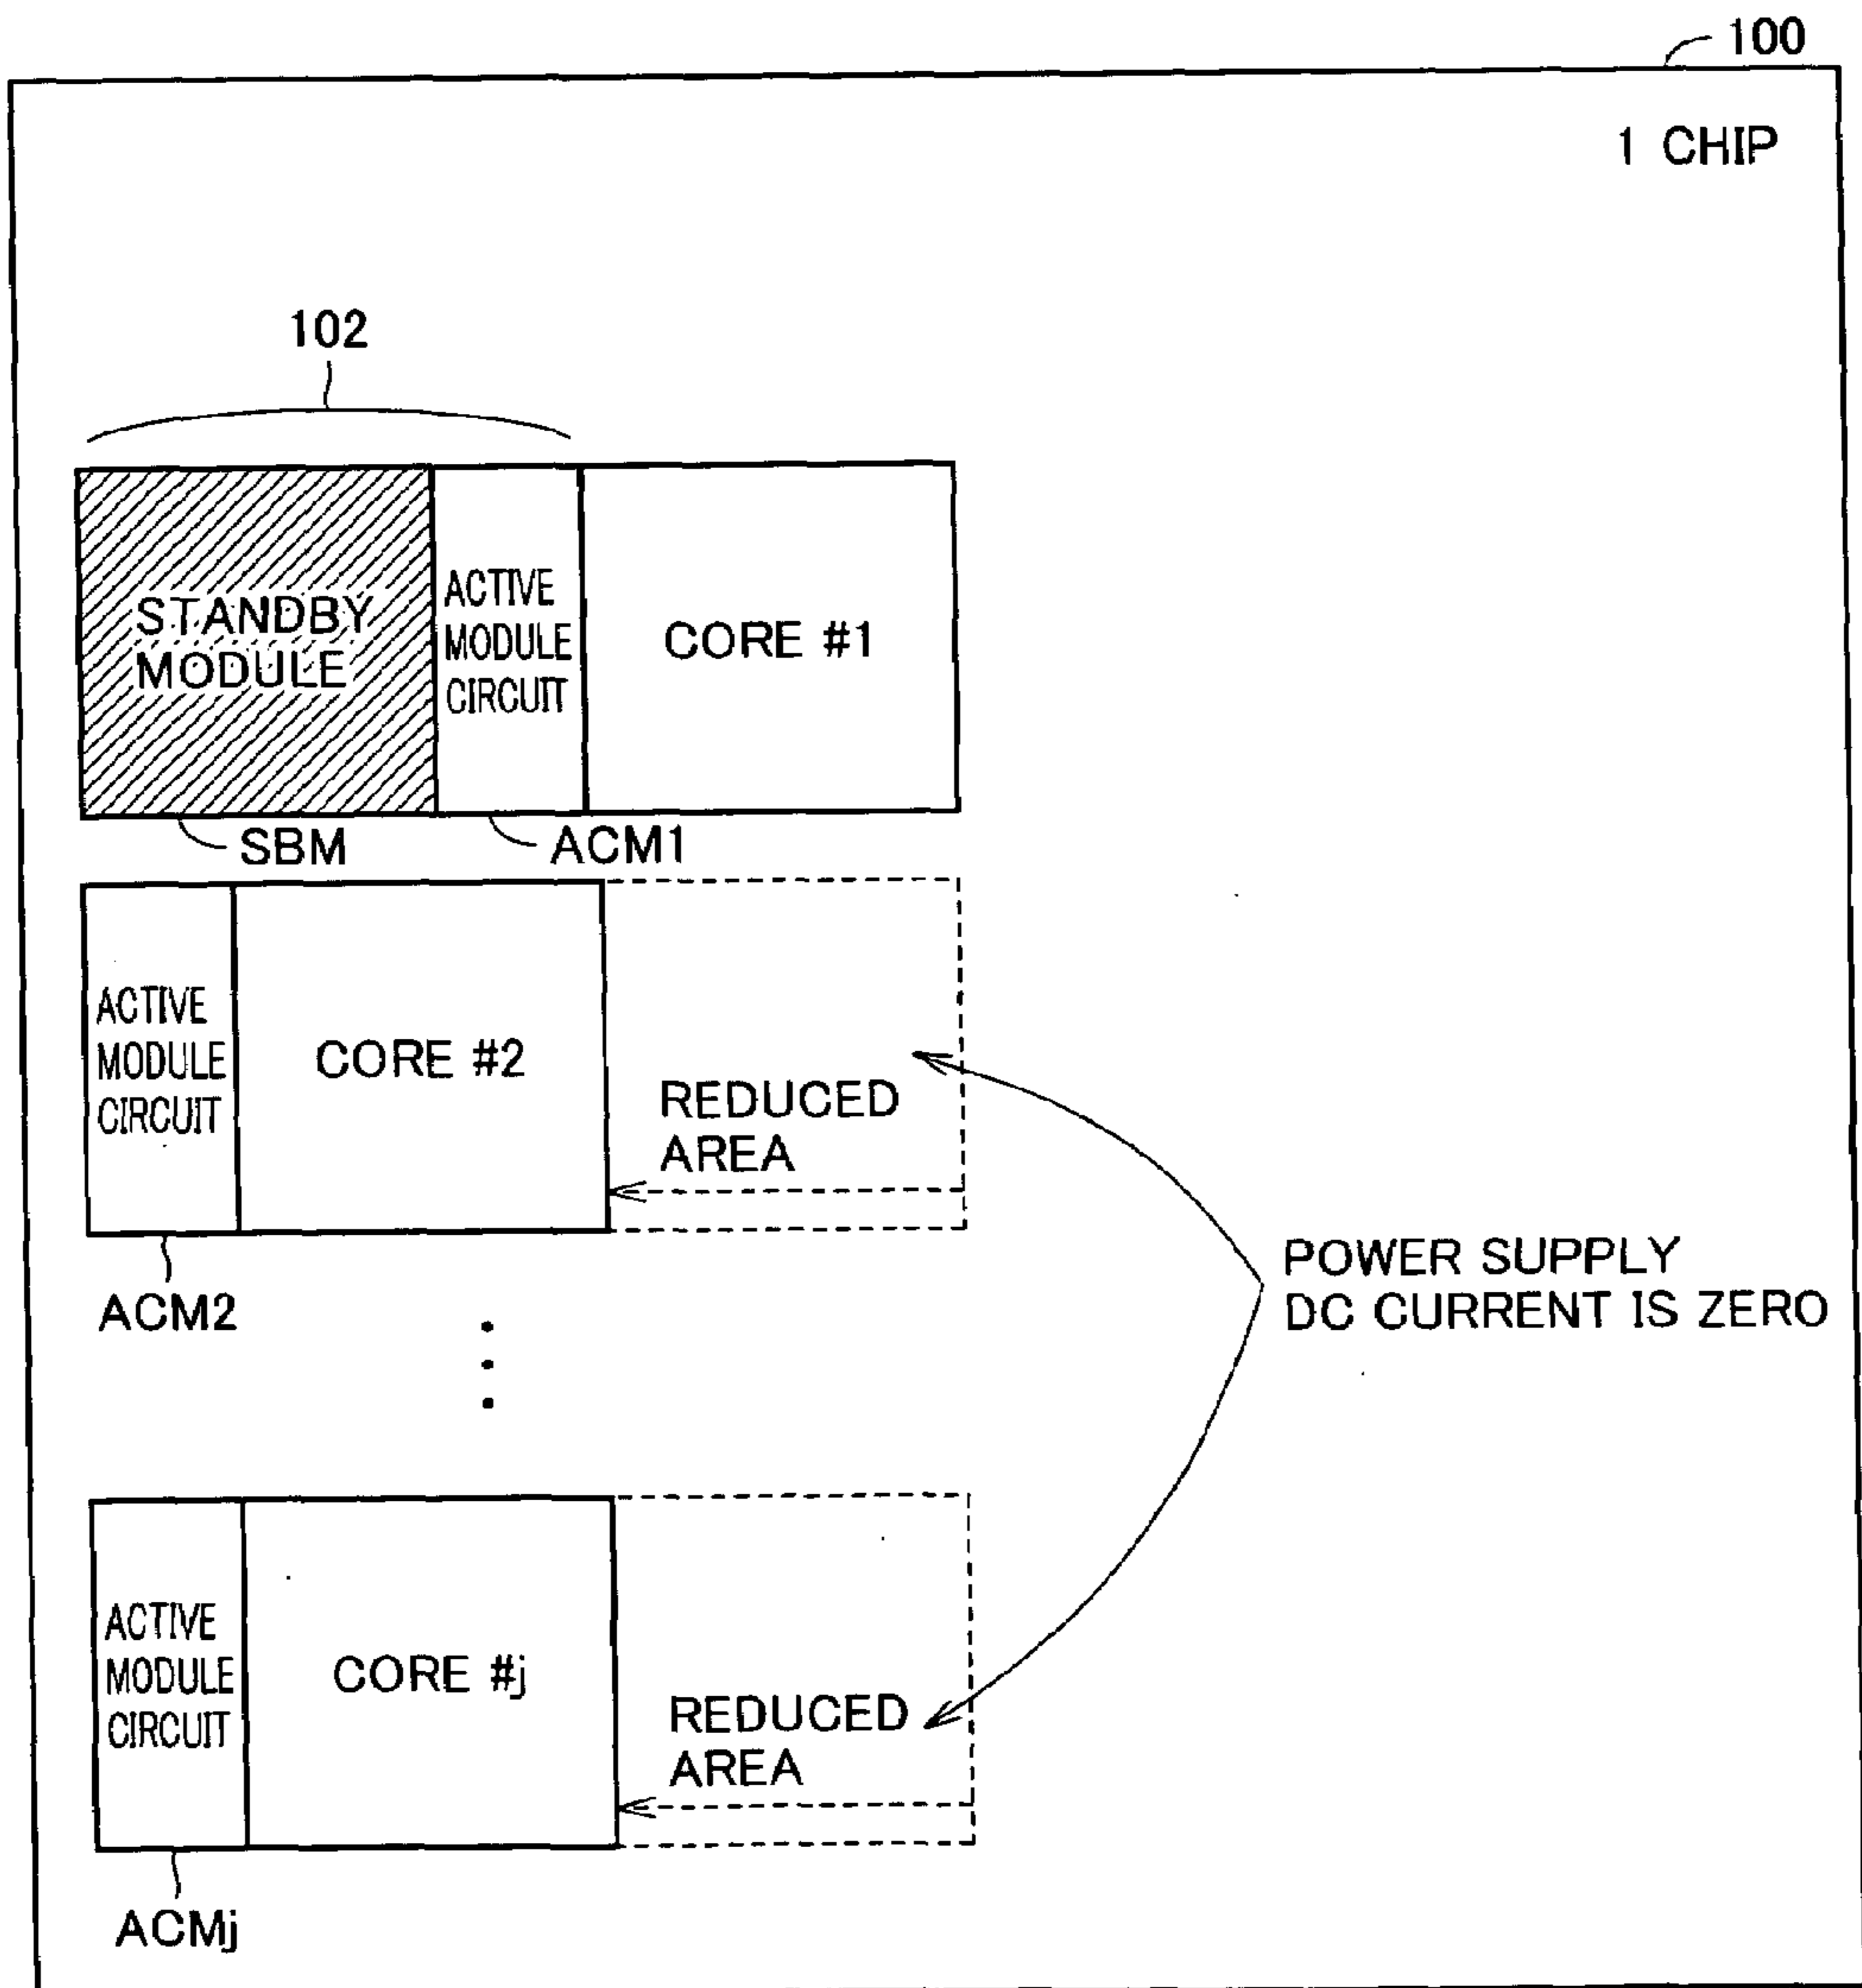 100
1 CHIP
102
STANDBY
MODULE
ACTIVE
MODULE
CIRCUIT
CORE #1
SBM
ACM1
ACTIVE
MODULE
CIRCUIT
CORE #2
REDUCED
AREA
ACM2
POWER SUPPLY
DC CURRENT IS ZERO
ACTIVE
MODULE
CIRCUIT
CORE #j
REDUCED
AREA
ACMj